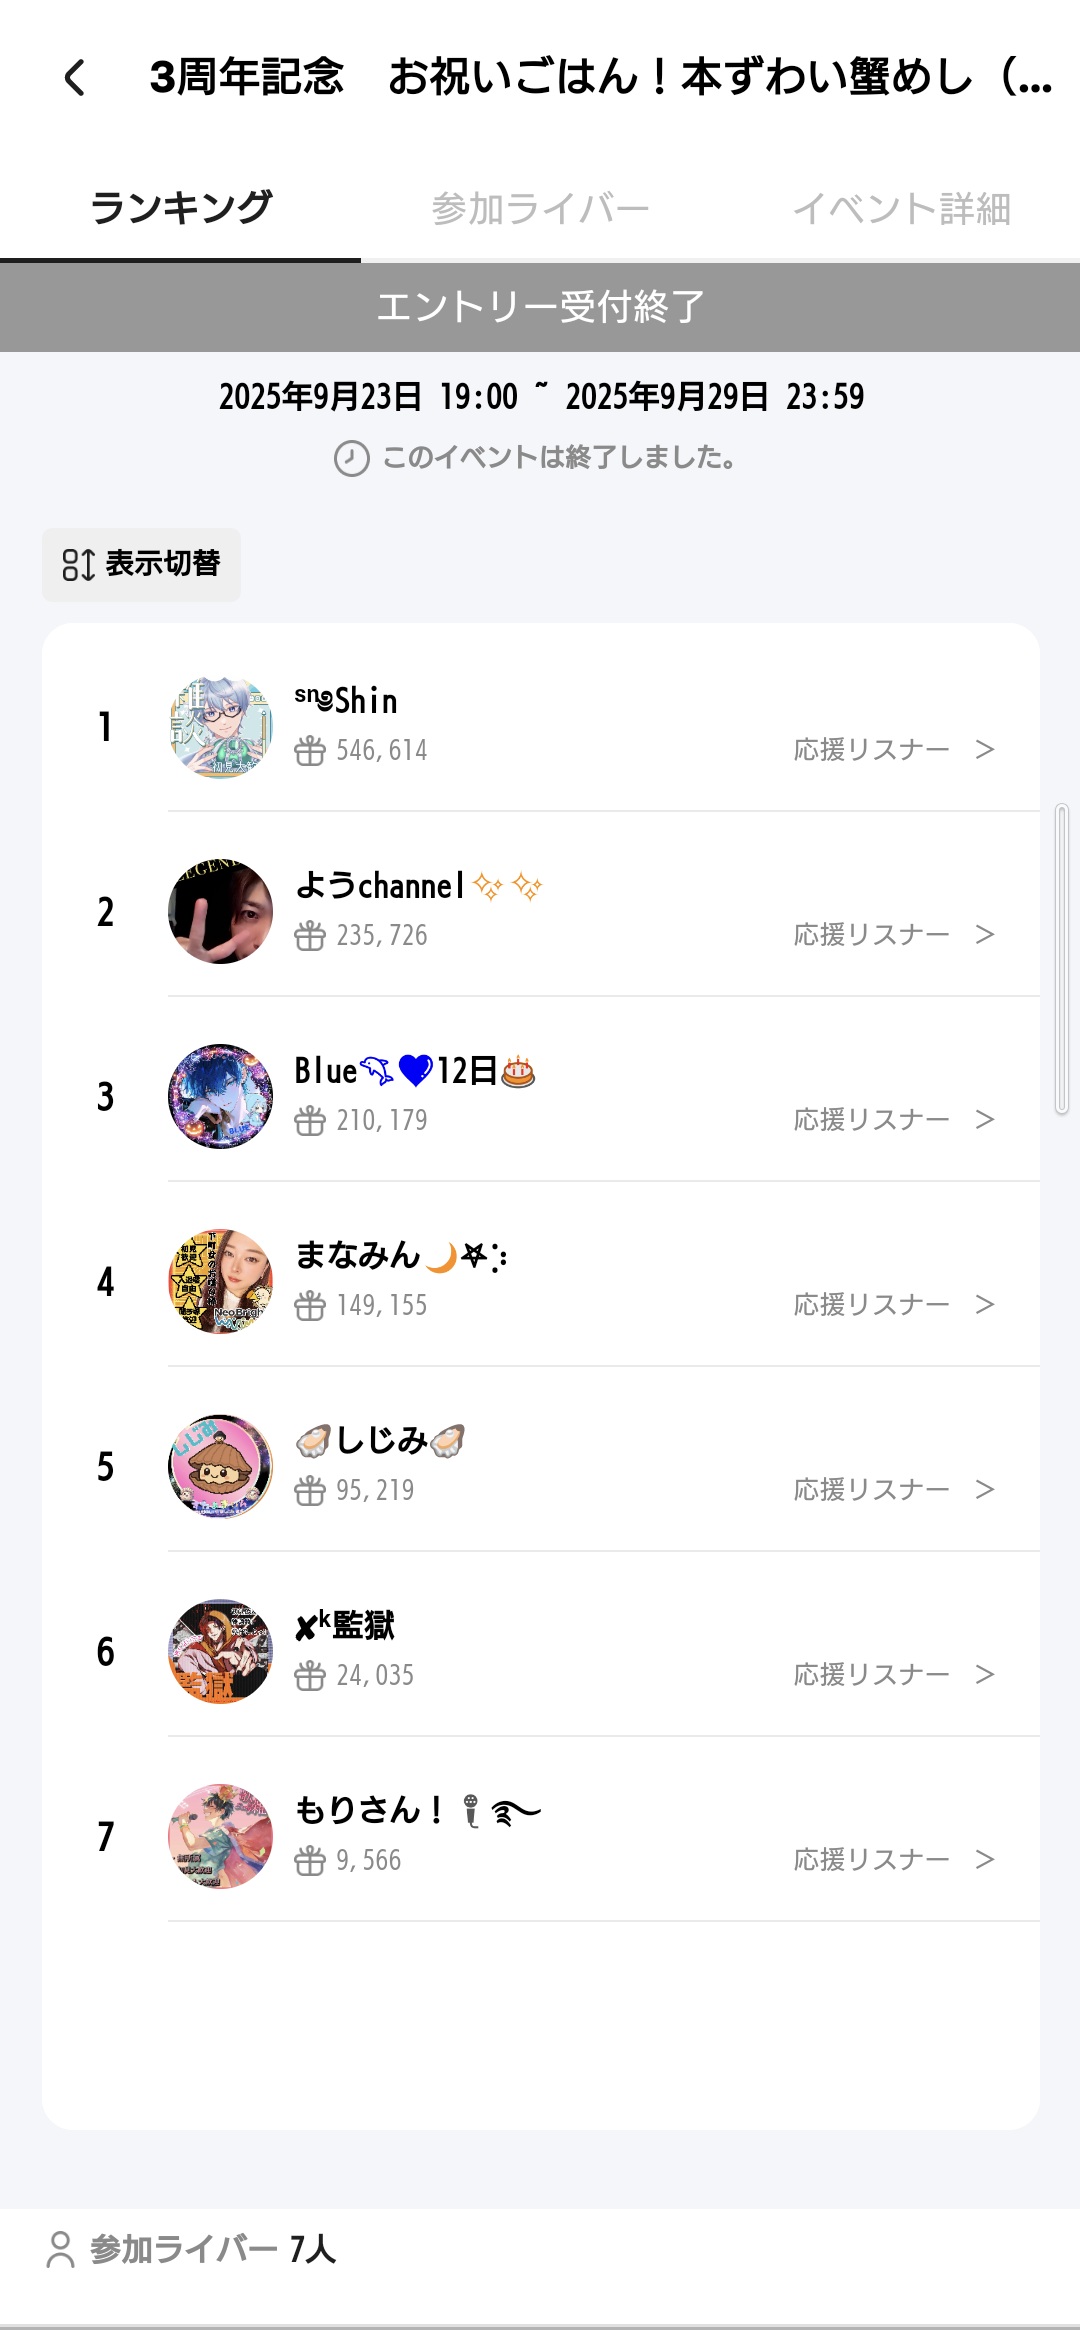 3周年記念　お祝いごはん！本ずわい蟹めし（...
ランキング
参加ライバー
イベント詳細
エントリー受付終了
2025年9月23日 19:00 ~ 2025年9月29日 23:59
このイベントは終了しました。
表示切替
1
ˢⁿShin
546,614
応援リスナー >
2
ようchannel✨✨
235,726
応援リスナー >
3
Blue🐬💙12日🎂
210,179
応援リスナー >
4
まなみん🌙
149,155
応援リスナー >
5
🦪しじみ🦪
95,219
応援リスナー >
6
✘ᵏ監獄
24,035
応援リスナー >
7
もりさん！🎤
9,566
応援リスナー >
参加ライバー 7人